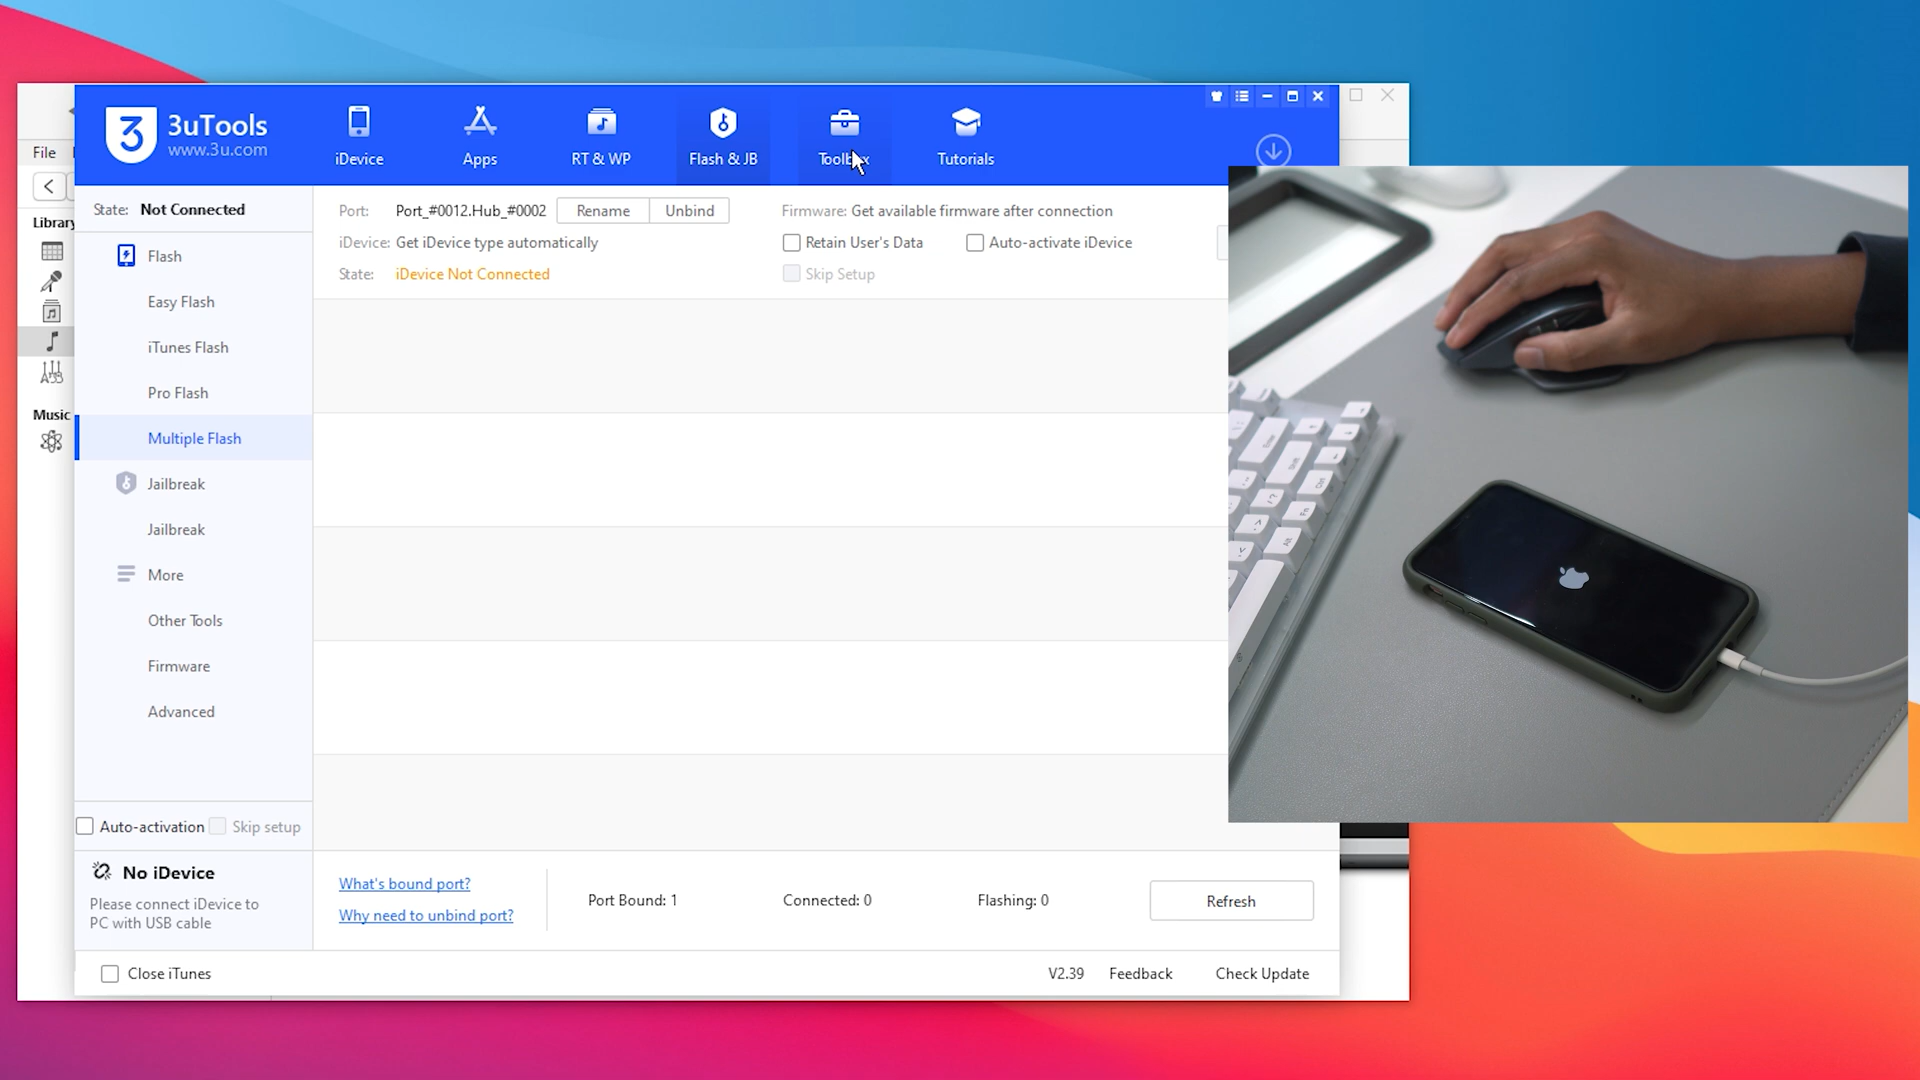 3 3uTools
www.3u.com
iDevice
Apps
RT & WP
Flash & JB
Tutorials
File
Library
Music
State: Not Connected
Flash
Easy Flash
iTunes Flash
Pro Flash
Multiple Flash
Jailbreak
Jailbreak
More
Other Tools
Firmware
Advanced
Auto-activation Skip setup
No iDevice
Please connect iDevice to
PC with USB cable
Close iTunes
Port: Port_#0012.Hub_#0002 Rename Unbind
iDevice: Get iDevice type automatically
State: iDevice Not Connected
Firmware: Get available firmware after connection
Retain User's Data Auto-activate iDevice
Skip Setup
What's bound port?
Why need to unbind port?
Port Bound: 1 Connected: 0 Flashing: 0 Refresh
V2.39 Feedback Check Update